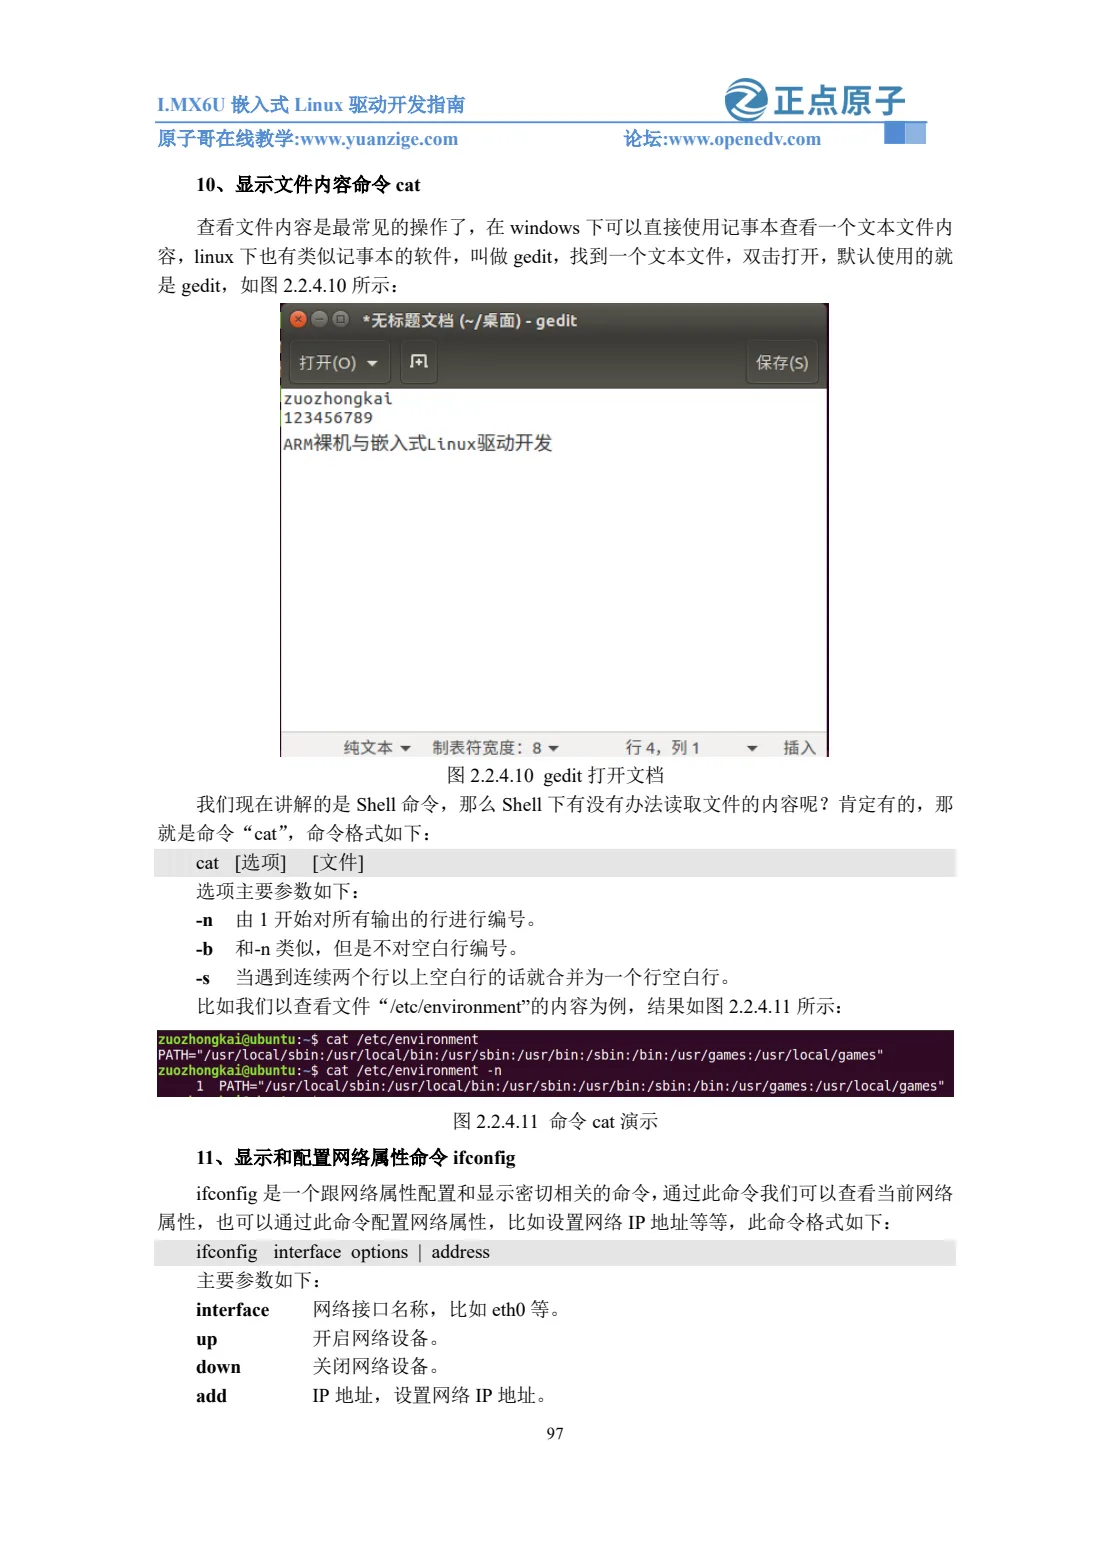 I.MX6U 嵌入式 Linux 驱动开发指南
正点原子
原子哥在线教学:www.yuanzige.com 论坛:www.openedv.com
10、显示文件内容命令 cat
查看文件内容是最常见的操作了，在 windows 下可以直接使用记事本查看一个文本文件内
容，linux 下也有类似记事本的软件，叫做 gedit，找到一个文本文件，双击打开，默认使用的就
是 gedit，如图 2.2.4.10 所示：
*无标题文档 (~/桌面) - gedit
打开(O) 保存(S)
zuozhongkai
123456789
ARM裸机与嵌入式Linux驱动开发
纯文本 制表符宽度：8 行 4，列 1 插入
图 2.2.4.10 gedit 打开文档
我们现在讲解的是 Shell 命令，那么 Shell 下有没有办法读取文件的内容呢？肯定有的，那
就是命令“cat”，命令格式如下：
cat [选项] [文件]
选项主要参数如下：
-n 由 1 开始对所有输出的行进行编号。
-b 和-n 类似，但是不对空白行编号。
-s 当遇到连续两个行以上空白行的话就合并为一个行空白行。
比如我们以查看文件“/etc/environment”的内容为例，结果如图 2.2.4.11 所示：
zuozhongkai@ubuntu:~$ cat /etc/environment
PATH="/usr/local/sbin:/usr/local/bin:/usr/sbin:/usr/bin:/sbin:/bin:/usr/games:/usr/local/games"
zuozhongkai@ubuntu:~$ cat /etc/environment -n
1 PATH="/usr/local/sbin:/usr/local/bin:/usr/sbin:/usr/bin:/sbin:/bin:/usr/games:/usr/local/games"
图 2.2.4.11 命令 cat 演示
11、显示和配置网络属性命令 ifconfig
ifconfig 是一个跟网络属性配置和显示密切相关的命令，通过此命令我们可以查看当前网络
属性，也可以通过此命令配置网络属性，比如设置网络 IP 地址等等，此命令格式如下：
ifconfig interface options | address
主要参数如下：
interface 网络接口名称，比如 eth0 等。
up 开启网络设备。
down 关闭网络设备。
add IP 地址，设置网络 IP 地址。
97